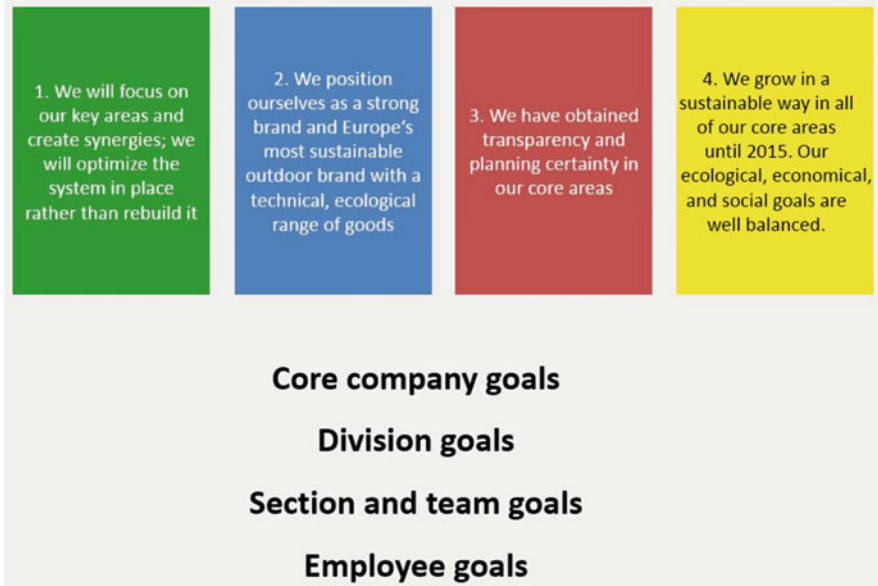 1. We will focus on
our key areas and
create synergies; we
will optimize the
system in place
rather than rebuild it
2. We position
ourselves as a strong
brand and Europe‘s
most sustainable
outdoor brand with a
technical, ecological
range of goods
3. We have obtained
transparency and
planning certainty in
our core areas
4. We grow in a
sustainable way in all
of our core areas
until 2015. Our
ecological, economical,
and social goals are
well balanced.
Core company goals
Division goals
Section and team goals
Employee goals